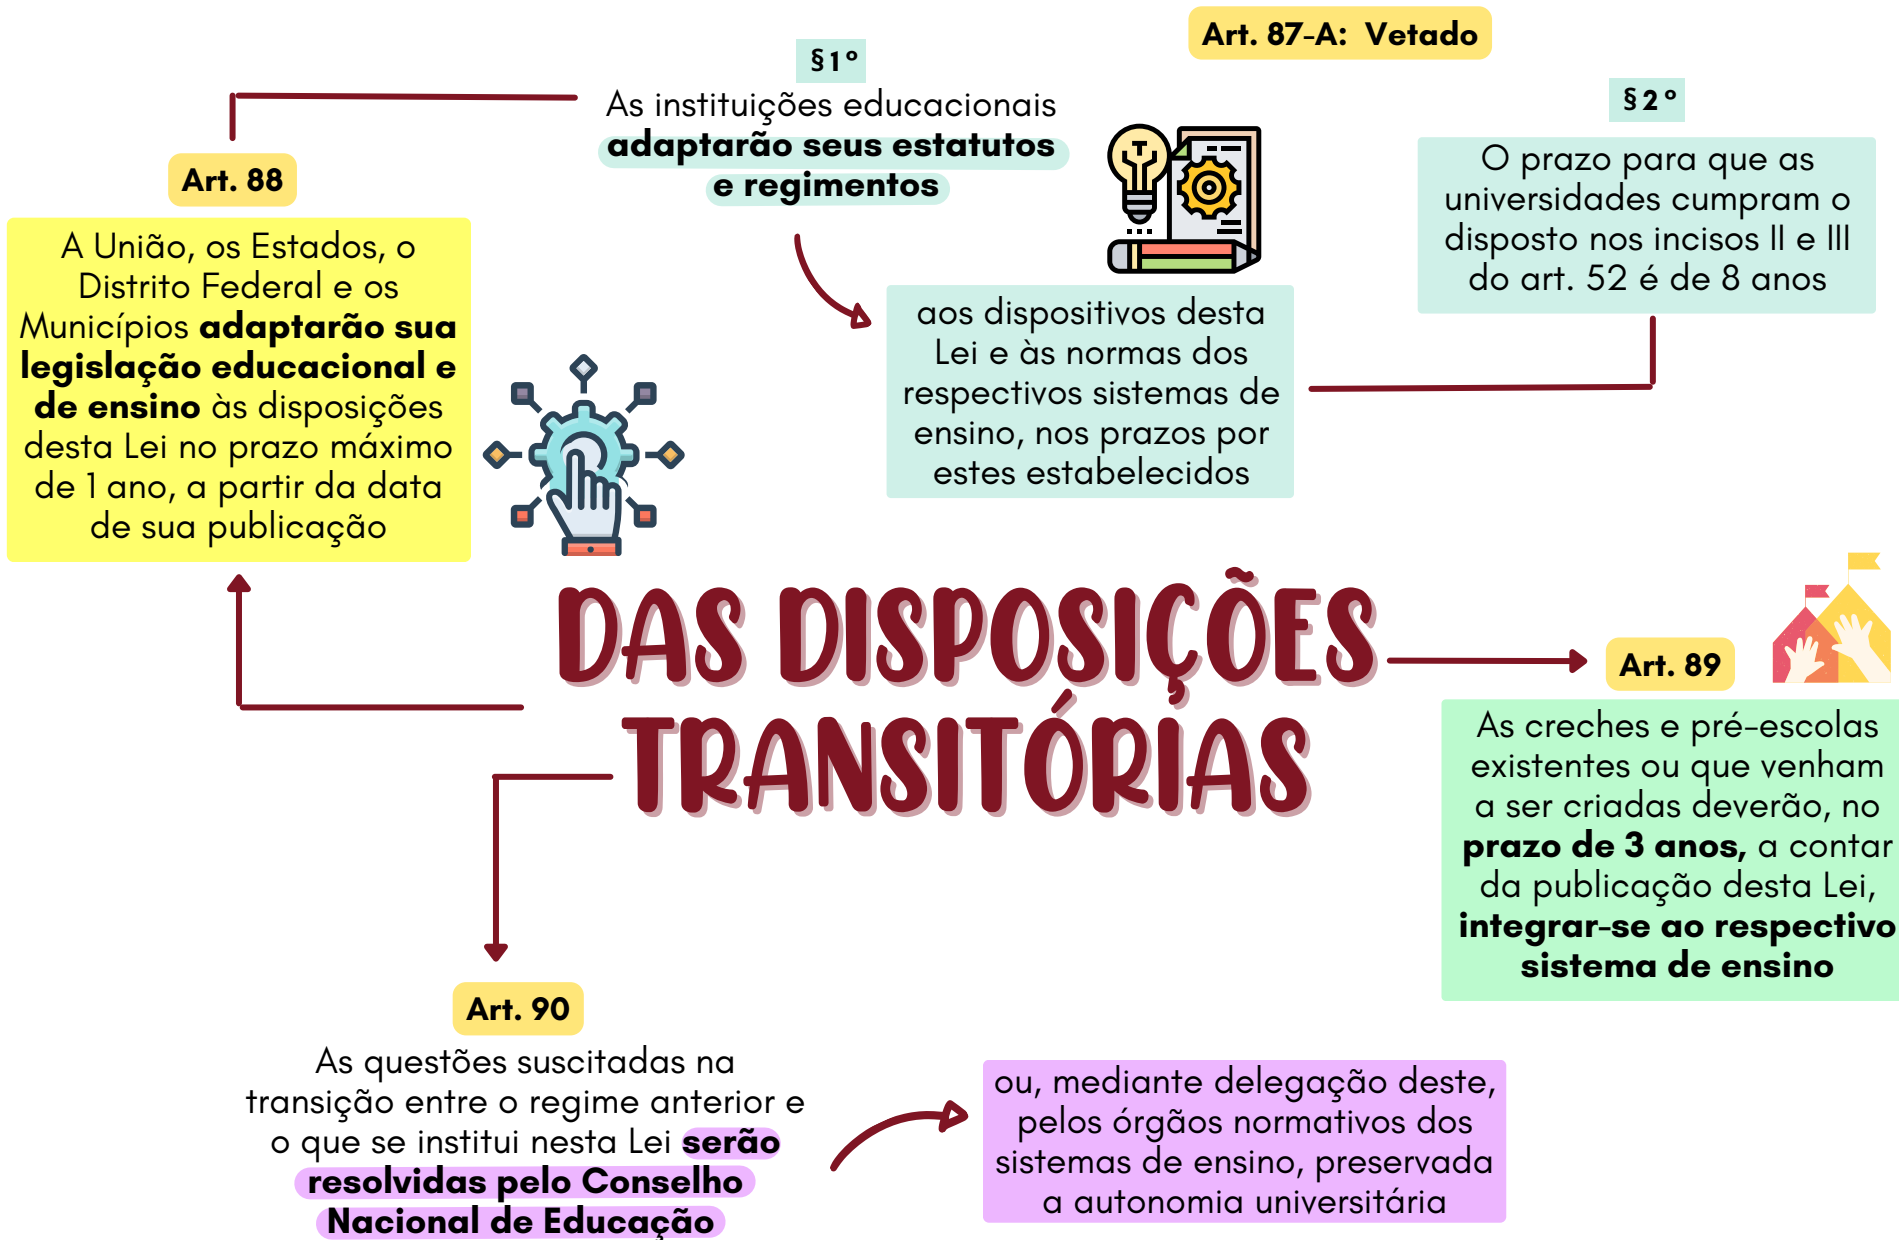 Art. 87-A: Vetado
§1º
As instituições educacionais
adaptarão seus estatutos
e regimentos
§2º
O prazo para que as
universidades cumpram o
disposto nos incisos II e III
do art. 52 é de 8 anos
Art. 88
A União, os Estados, o
Distrito Federal e os
Municípios adaptarão sua
legislação educacional e
de ensino às disposições
desta Lei no prazo máximo
de 1 ano, a partir da data
de sua publicação
aos dispositivos desta
Lei e às normas dos
respectivos sistemas de
ensino, nos prazos por
estes estabelecidos
DAS DISPOSIÇÕES
TRANSITÓRIAS
Art. 89
As creches e pré-escolas
existentes ou que venham
a ser criadas deverão, no
prazo de 3 anos, a contar
da publicação desta Lei,
integrar-se ao respectivo
sistema de ensino
Art. 90
As questões suscitadas na
transição entre o regime anterior e
o que se institui nesta Lei serão
resolvidas pelo Conselho
Nacional de Educação
ou, mediante delegação deste,
pelos órgãos normativos dos
sistemas de ensino, preservada
a autonomia universitária